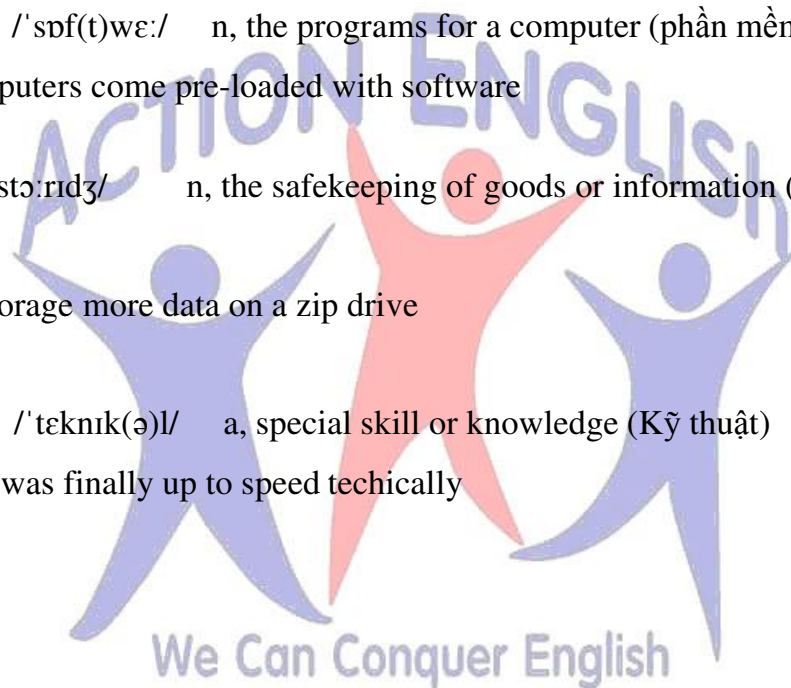 /ˈsɒf(t)wɛː/ n, the programs for a computer (phần mềm
puters come pre-loaded with software
stɔːrɪdʒ/ n, the safekeeping of goods or information (
orage more data on a zip drive
/ˈtɛknɪk(ə)l/ a, special skill or knowledge (Kỹ thuật)
was finally up to speed techically
ACTION ENGLISH
We Can Conquer English